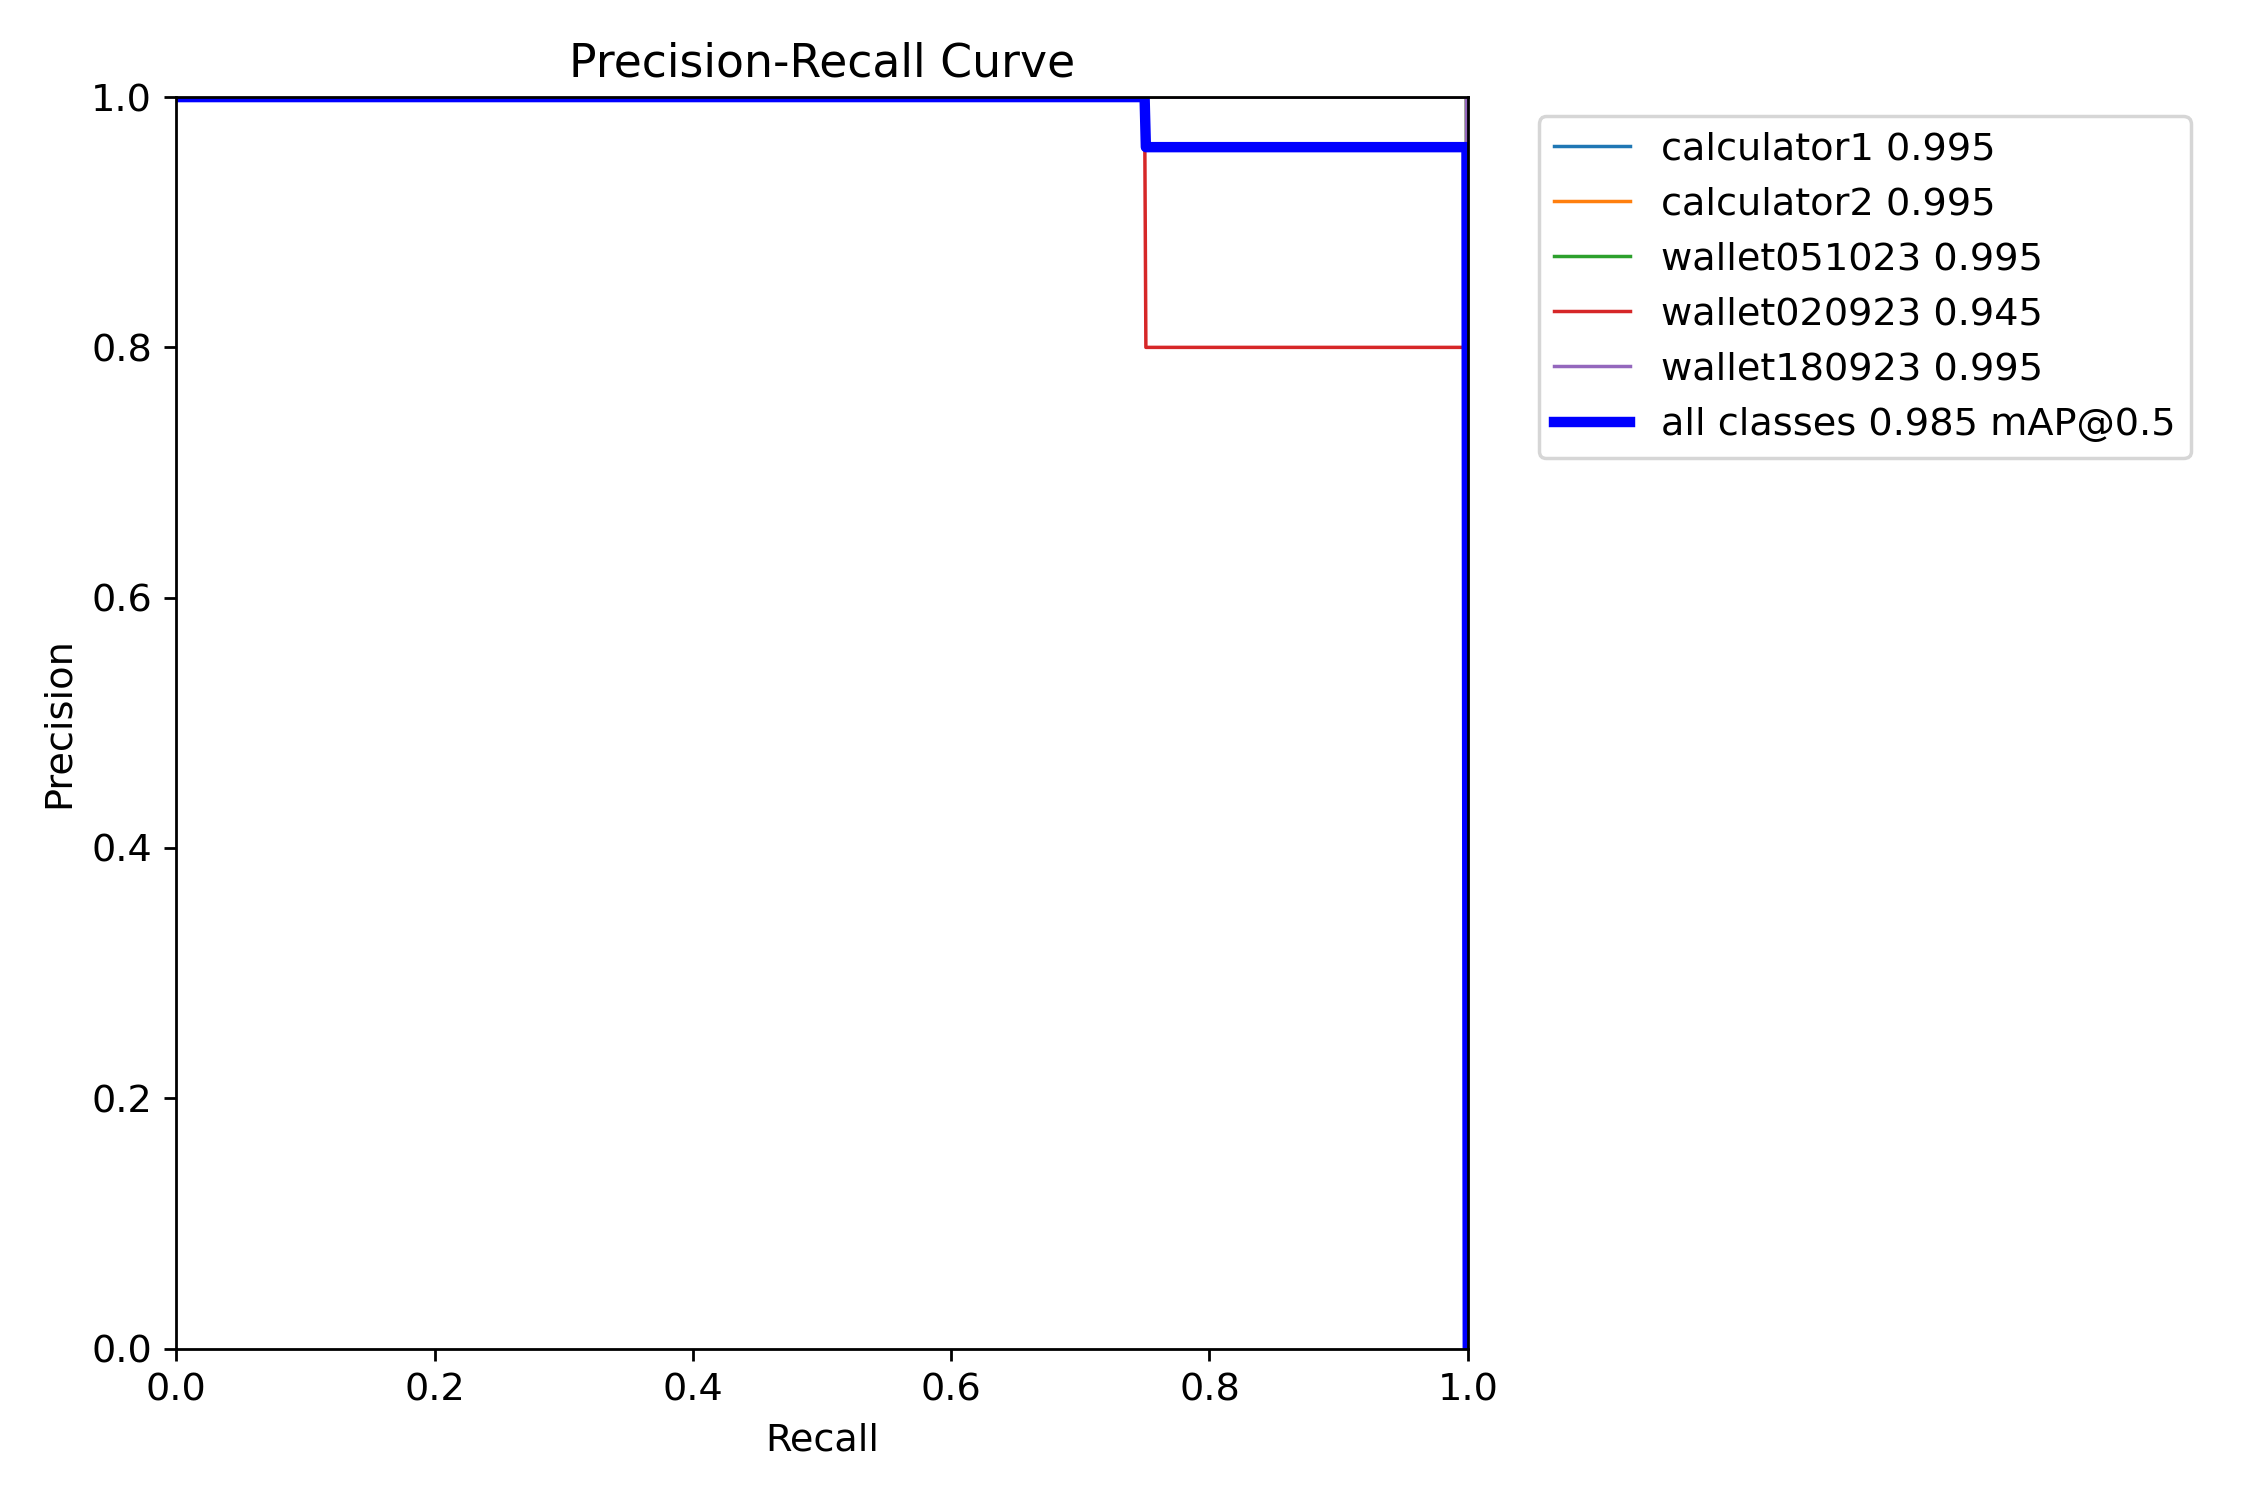 Precision-Recall Curve
1.0
0.8
0.6
0.4
0.2
0.0
Precision
0.0 0.2 0.4 0.6 0.8 1.0
Recall
calculator1 0.995
calculator2 0.995
wallet051023 0.995
wallet020923 0.945
wallet180923 0.995
all classes 0.985 mAP@0.5